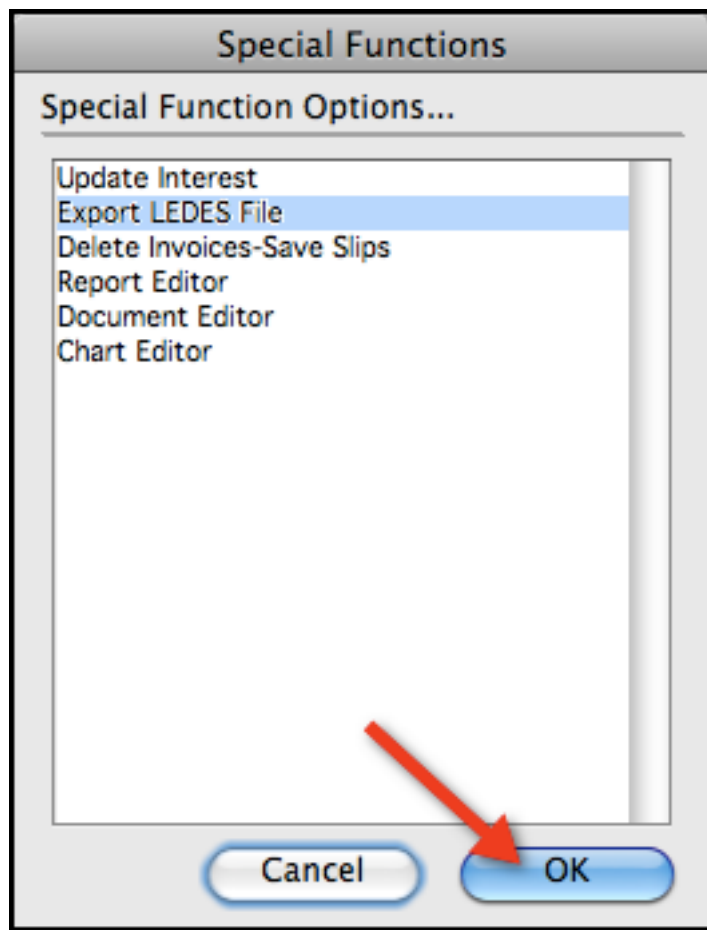 Special Functions
Special Function Options...
Update Interest
Export LEDES File
Delete Invoices-Save Slips
Report Editor
Document Editor
Chart Editor
Cancel
OK